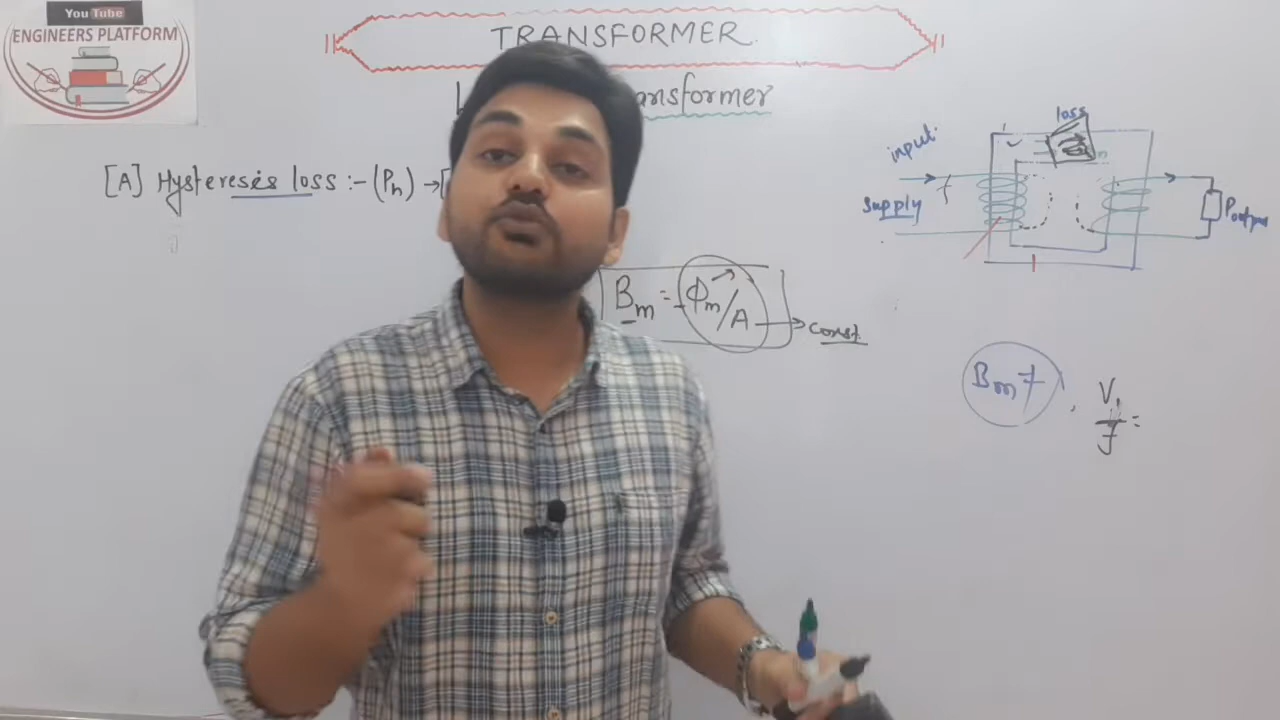 You Tube
ENGINEERS PLATFORM
TRANSFORMER
ansformer
[A] Hysteresis loss :- (Ph) → [
Bm = Φm/A → const
input
supply
loss
Poutput
Bm
V1
f =